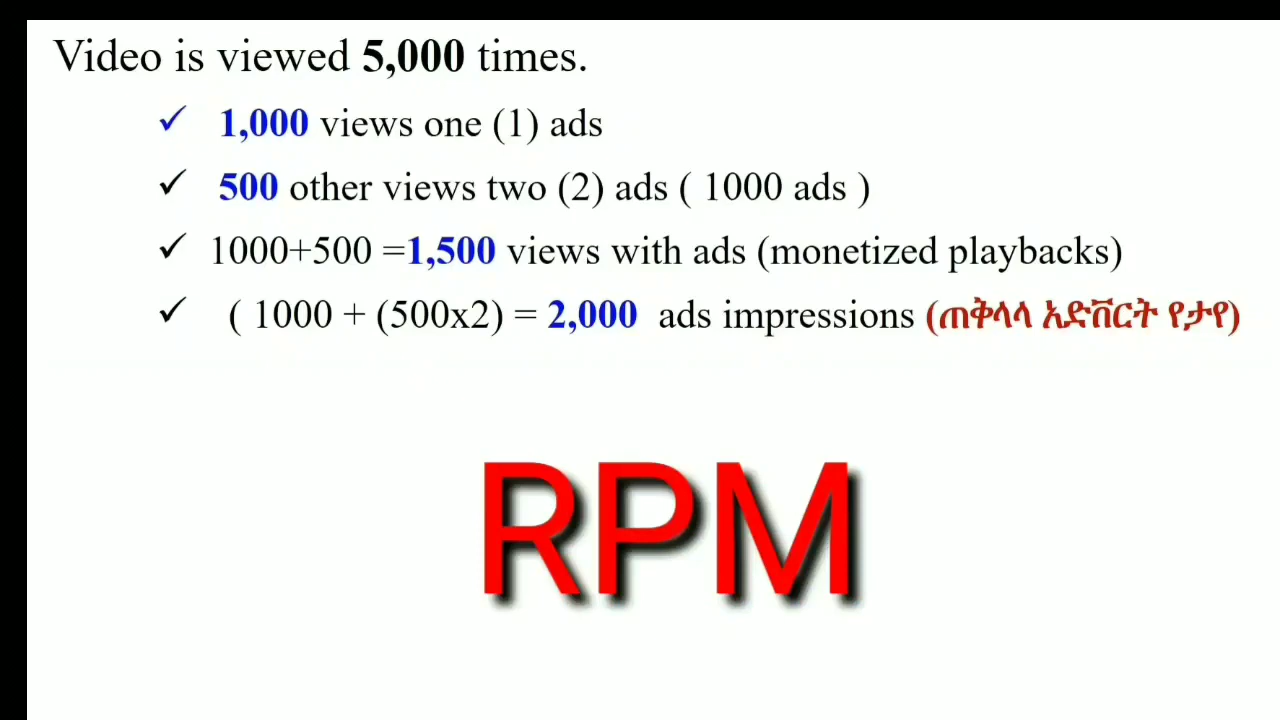 Video is viewed 5,000 times.
✓ 1,000 views one (1) ads
✓ 500 other views two (2) ads ( 1000 ads )
✓ 1000+500 =1,500 views with ads (monetized playbacks)
✓ ( 1000 + (500x2) = 2,000 ads impressions (ጠቅላላ አድቨርት የታየ)
RPM